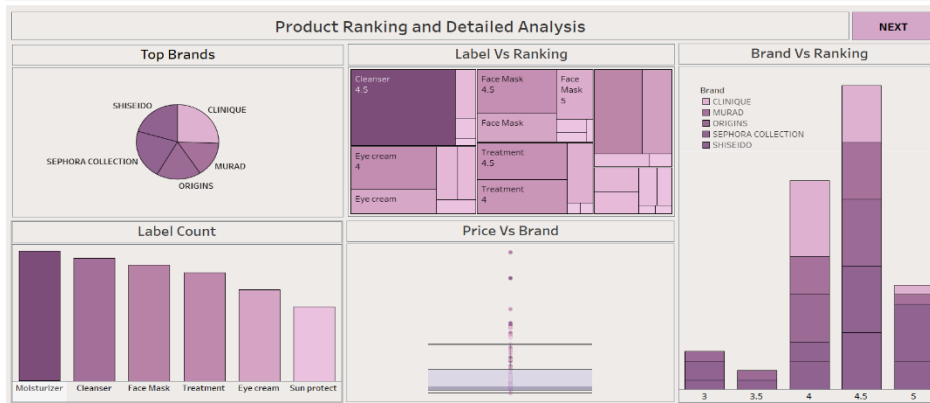 Product Ranking and Detailed Analysis
NEXT
Top Brands
SHISEIDO
CLINIQUE
SEPHORA COLLECTION
MURAD
ORIGINS
Label Vs Ranking
Cleanser
4.5
Face Mask
4.5
Face
Mask
5
Face Mask
Eye cream
4
Treatment
4.5
Eye cream
Treatment
4
Brand Vs Ranking
Brand
CLINIQUE
MURAD
ORIGINS
SEPHORA COLLECTION
SHISEIDO
3
3.5
4
4.5
5
Label Count
Moisturizer
Cleanser
Face Mask
Treatment
Eye cream
Sun protect
Price Vs Brand